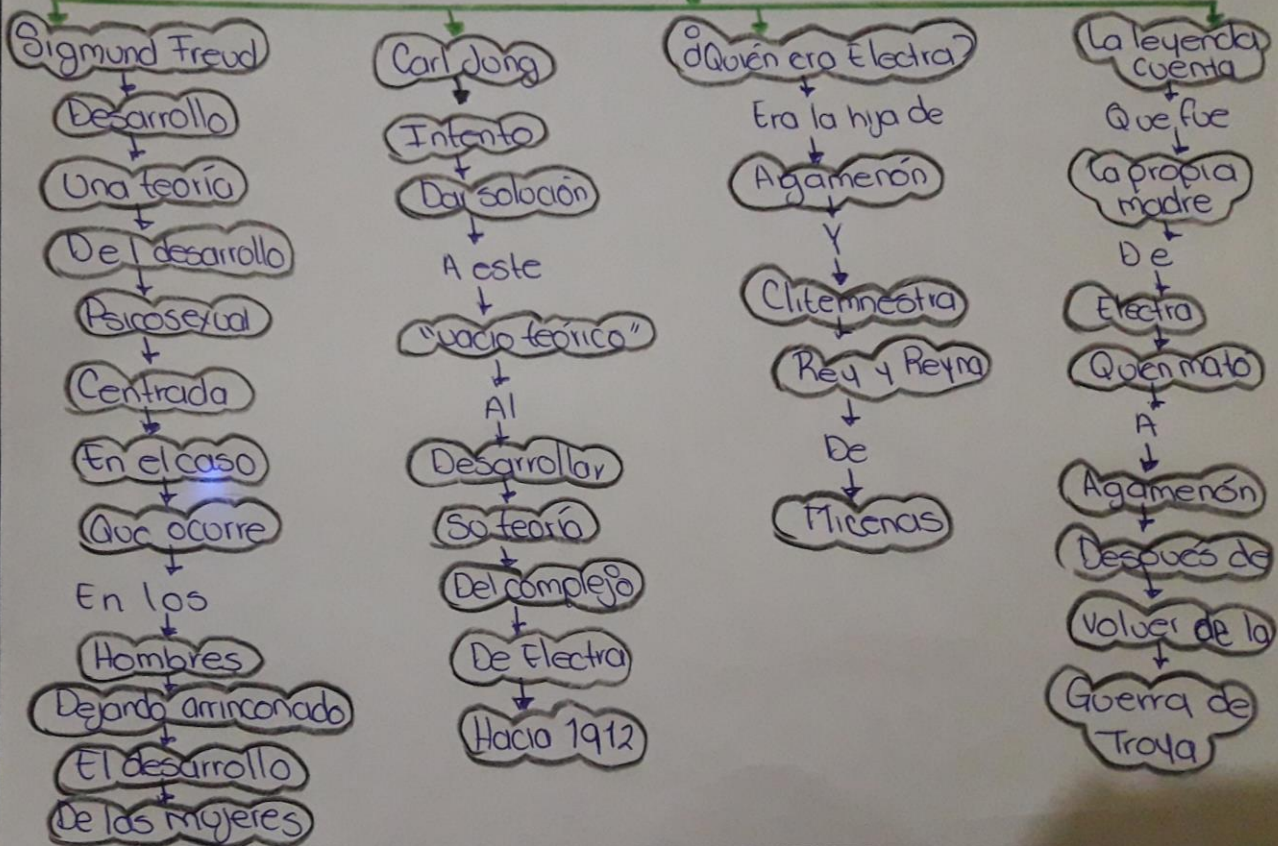 Sigmund Freud
Desarrollo
Una teoría
Del desarrollo
Psicosexual
Centrada
En el caso
Que ocurre
En los
Hombres
Dejando arrinconado
El desarrollo
De las mujeres
Carl Jung
Intento
Dar solución
A este
"vacio teórico"
Al
Desarrollar
Su teoría
Del complejo
De Electra
Hacia 1912
¿Quién era Electra?
Era la hija de
Agamenón
Y
Clitemnestra
Rey y Reyna
De
Micenas
La leyenda
cuenta
Que fue
La propia
madre
De
Electra
Quien mató
A
Agamenón
Después de
volver de la
Guerra de
Troya